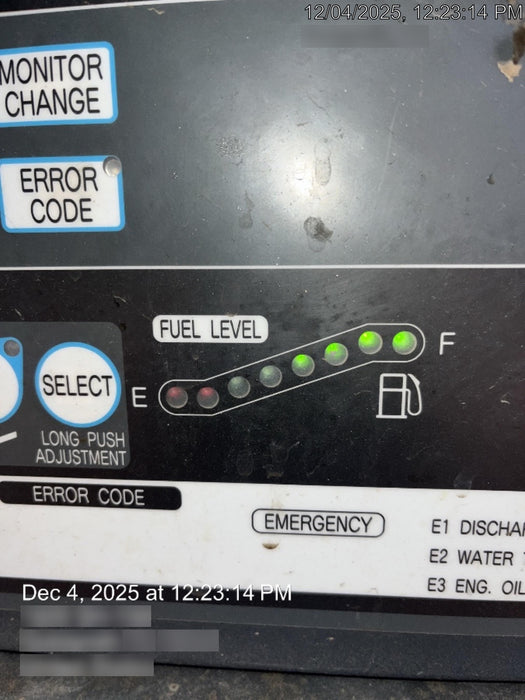 12/04/2025, 12:23:14 PM
MONITOR
CHANGE
ERROR
CODE
FUEL LEVEL
F
E
SELECT
LONG PUSH
ADJUSTMENT
ERROR CODE
EMERGENCY
E1 DISCHA
E2 WATER
E3 ENG. OIL
Dec 4, 2025 at 12:23:14 PM